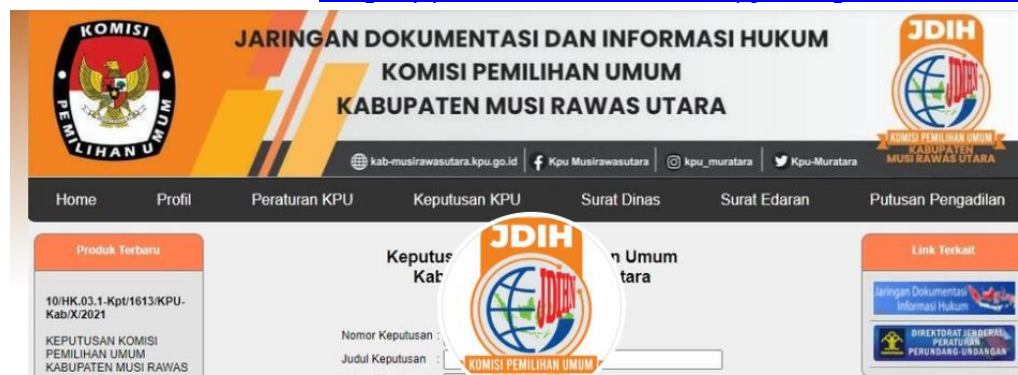 KOMISI
PEMILIHAN UMUM
JARINGAN DOKUMENTASI DAN INFORMASI HUKUM
KOMISI PEMILIHAN UMUM
KABUPATEN MUSI RAWAS UTARA
JDIH
JDIHN
KOMISI PEMILIHAN UMUM
KABUPATEN
MUSI RAWAS UTARA
kab-musirawasutara.kpu.go.id
Kpu Musirawasutara
kpu_muratara
Kpu-Muratara
Home Profil Peraturan KPU Keputusan KPU Surat Dinas Surat Edaran Putusan Pengadilan
Produk Terbaru
10/HK.03.1-Kpt/1613/KPU-
Kab/X/2021
KEPUTUSAN KOMISI
PEMILIHAN UMUM
KABUPATEN MUSI RAWAS
Umum
Nomor Keputusan :
Judul Keputusan :
JDIH
JDIHN
KOMISI PEMILIHAN UMUM
Link Terkait
Jaringan Dokumentasi
Informasi Hukum
DIREKTORAT JENDERAL
PERATURAN
PERUNDANG-UNDANGAN